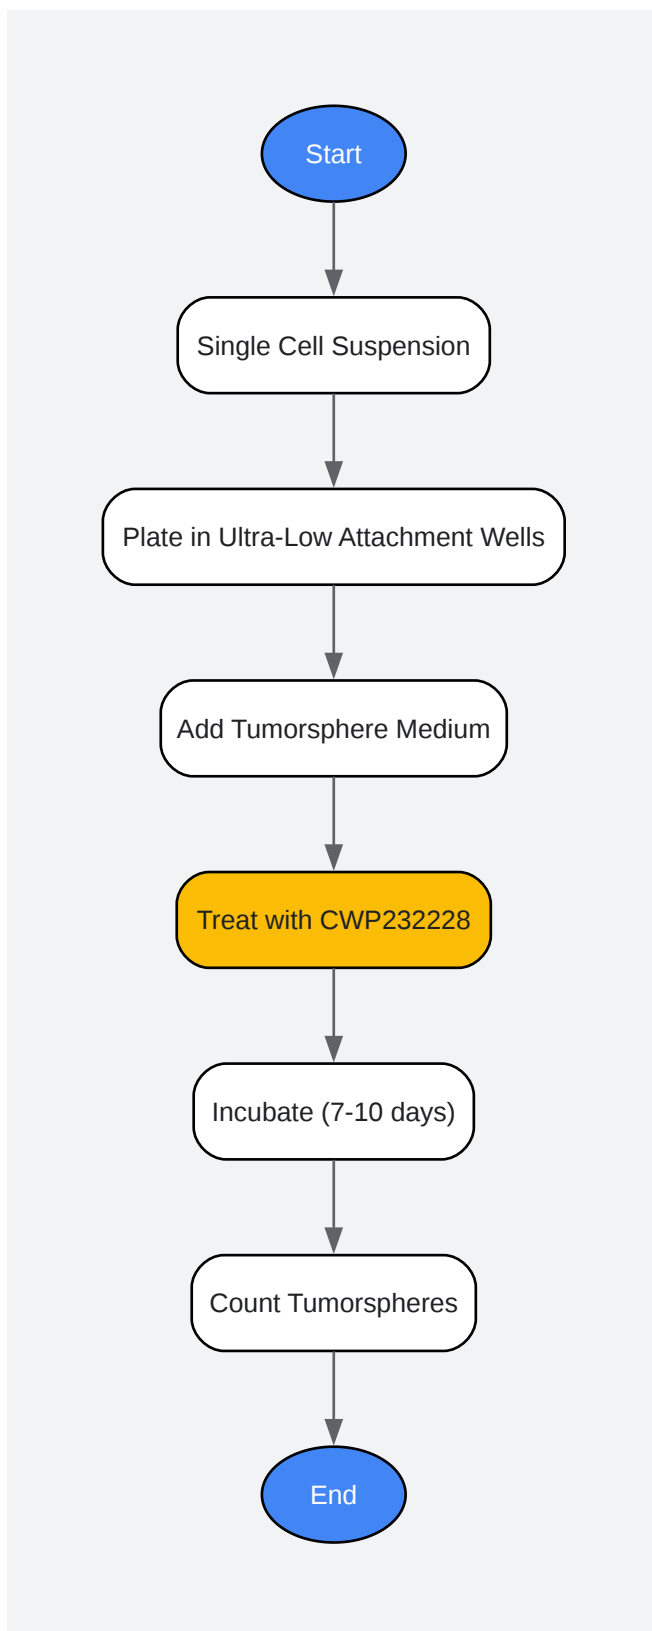 Start
Single Cell Suspension
Plate in Ultra-Low Attachment Wells
Add Tumorsphere Medium
Treat with CWP232228
Incubate (7-10 days)
Count Tumorspheres
End